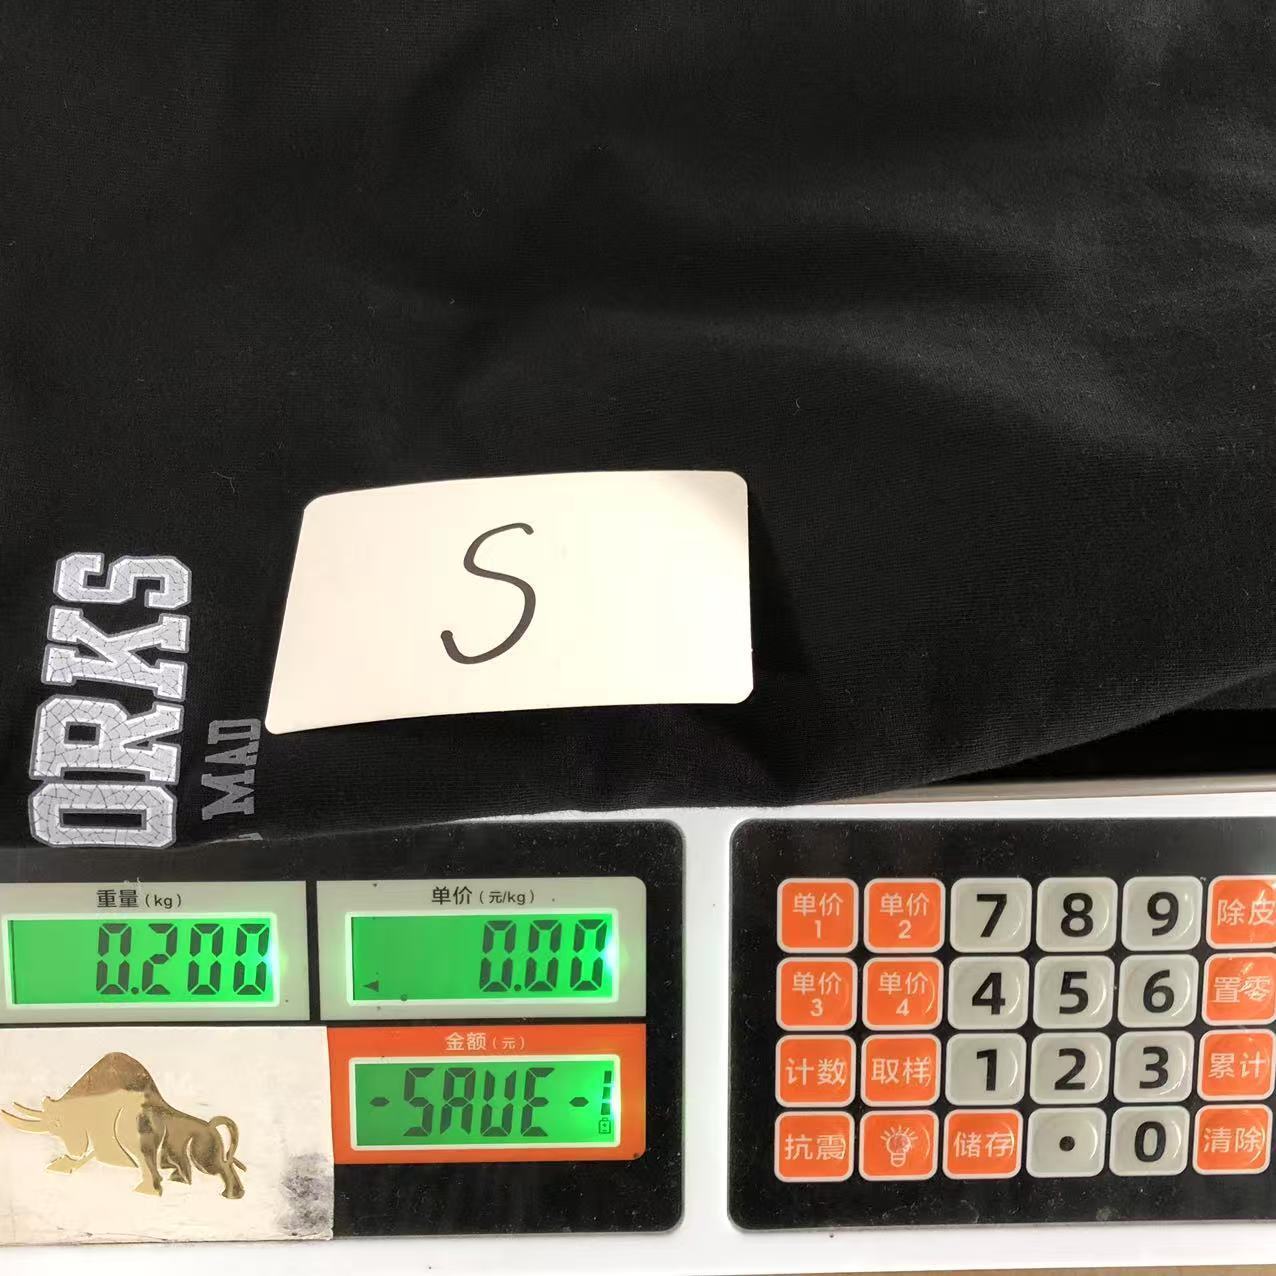 S
ORKS
MAD
重量(kg)
0.200
单价(元/kg)
0.00
金额(元)
-SAUE-1
单价1 单价2 7 8 9 除皮
单价3 单价4 4 5 6 置零
计数 取样 1 2 3 累计
抗震 储存 . 0 清除